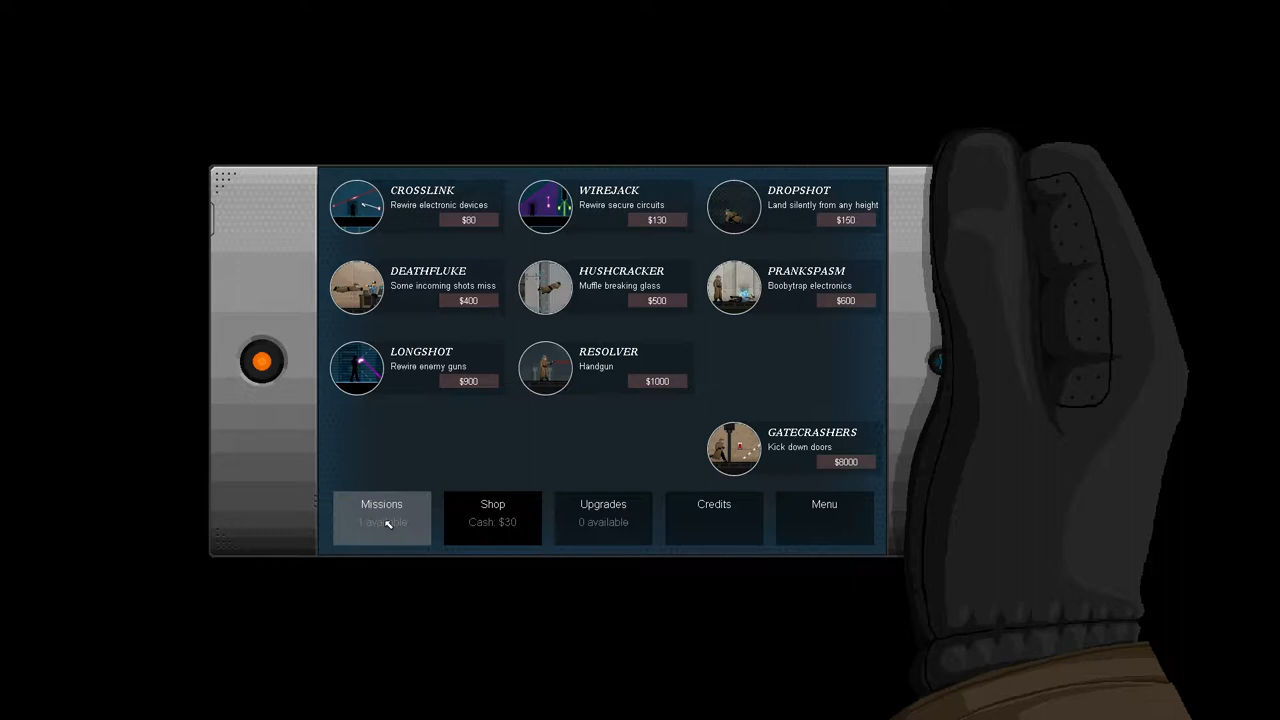 CROSSLINK
Rewire electronic devices
$80
WIREJACK
Rewire secure circuits
$130
DROPSHOT
Land silently from any height
$150
DEATHFLUKE
Some incoming shots miss
$400
HUSHCRACKER
Muffle breaking glass
$500
PRANKSPASM
Boobytrap electronics
$600
LONGSHOT
Rewire enemy guns
$900
RESOLVER
Handgun
$1000
GATECRASHERS
Kick down doors
$8000
Missions
1 available
Shop
Cash: $30
Upgrades
0 available
Credits
Menu